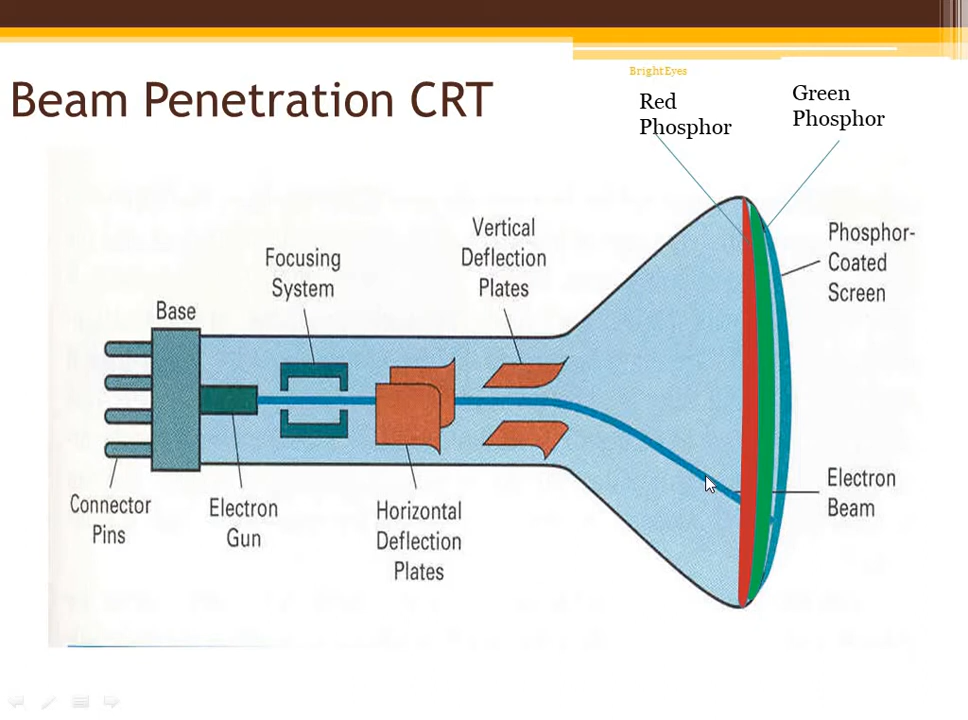 BrightEyes
Beam Penetration CRT
Red
Phosphor
Green
Phosphor
Vertical
Deflection
Plates
Phosphor-
Coated
Screen
Focusing
System
Base
Electron
Beam
Connector
Pins
Electron
Gun
Horizontal
Deflection
Plates